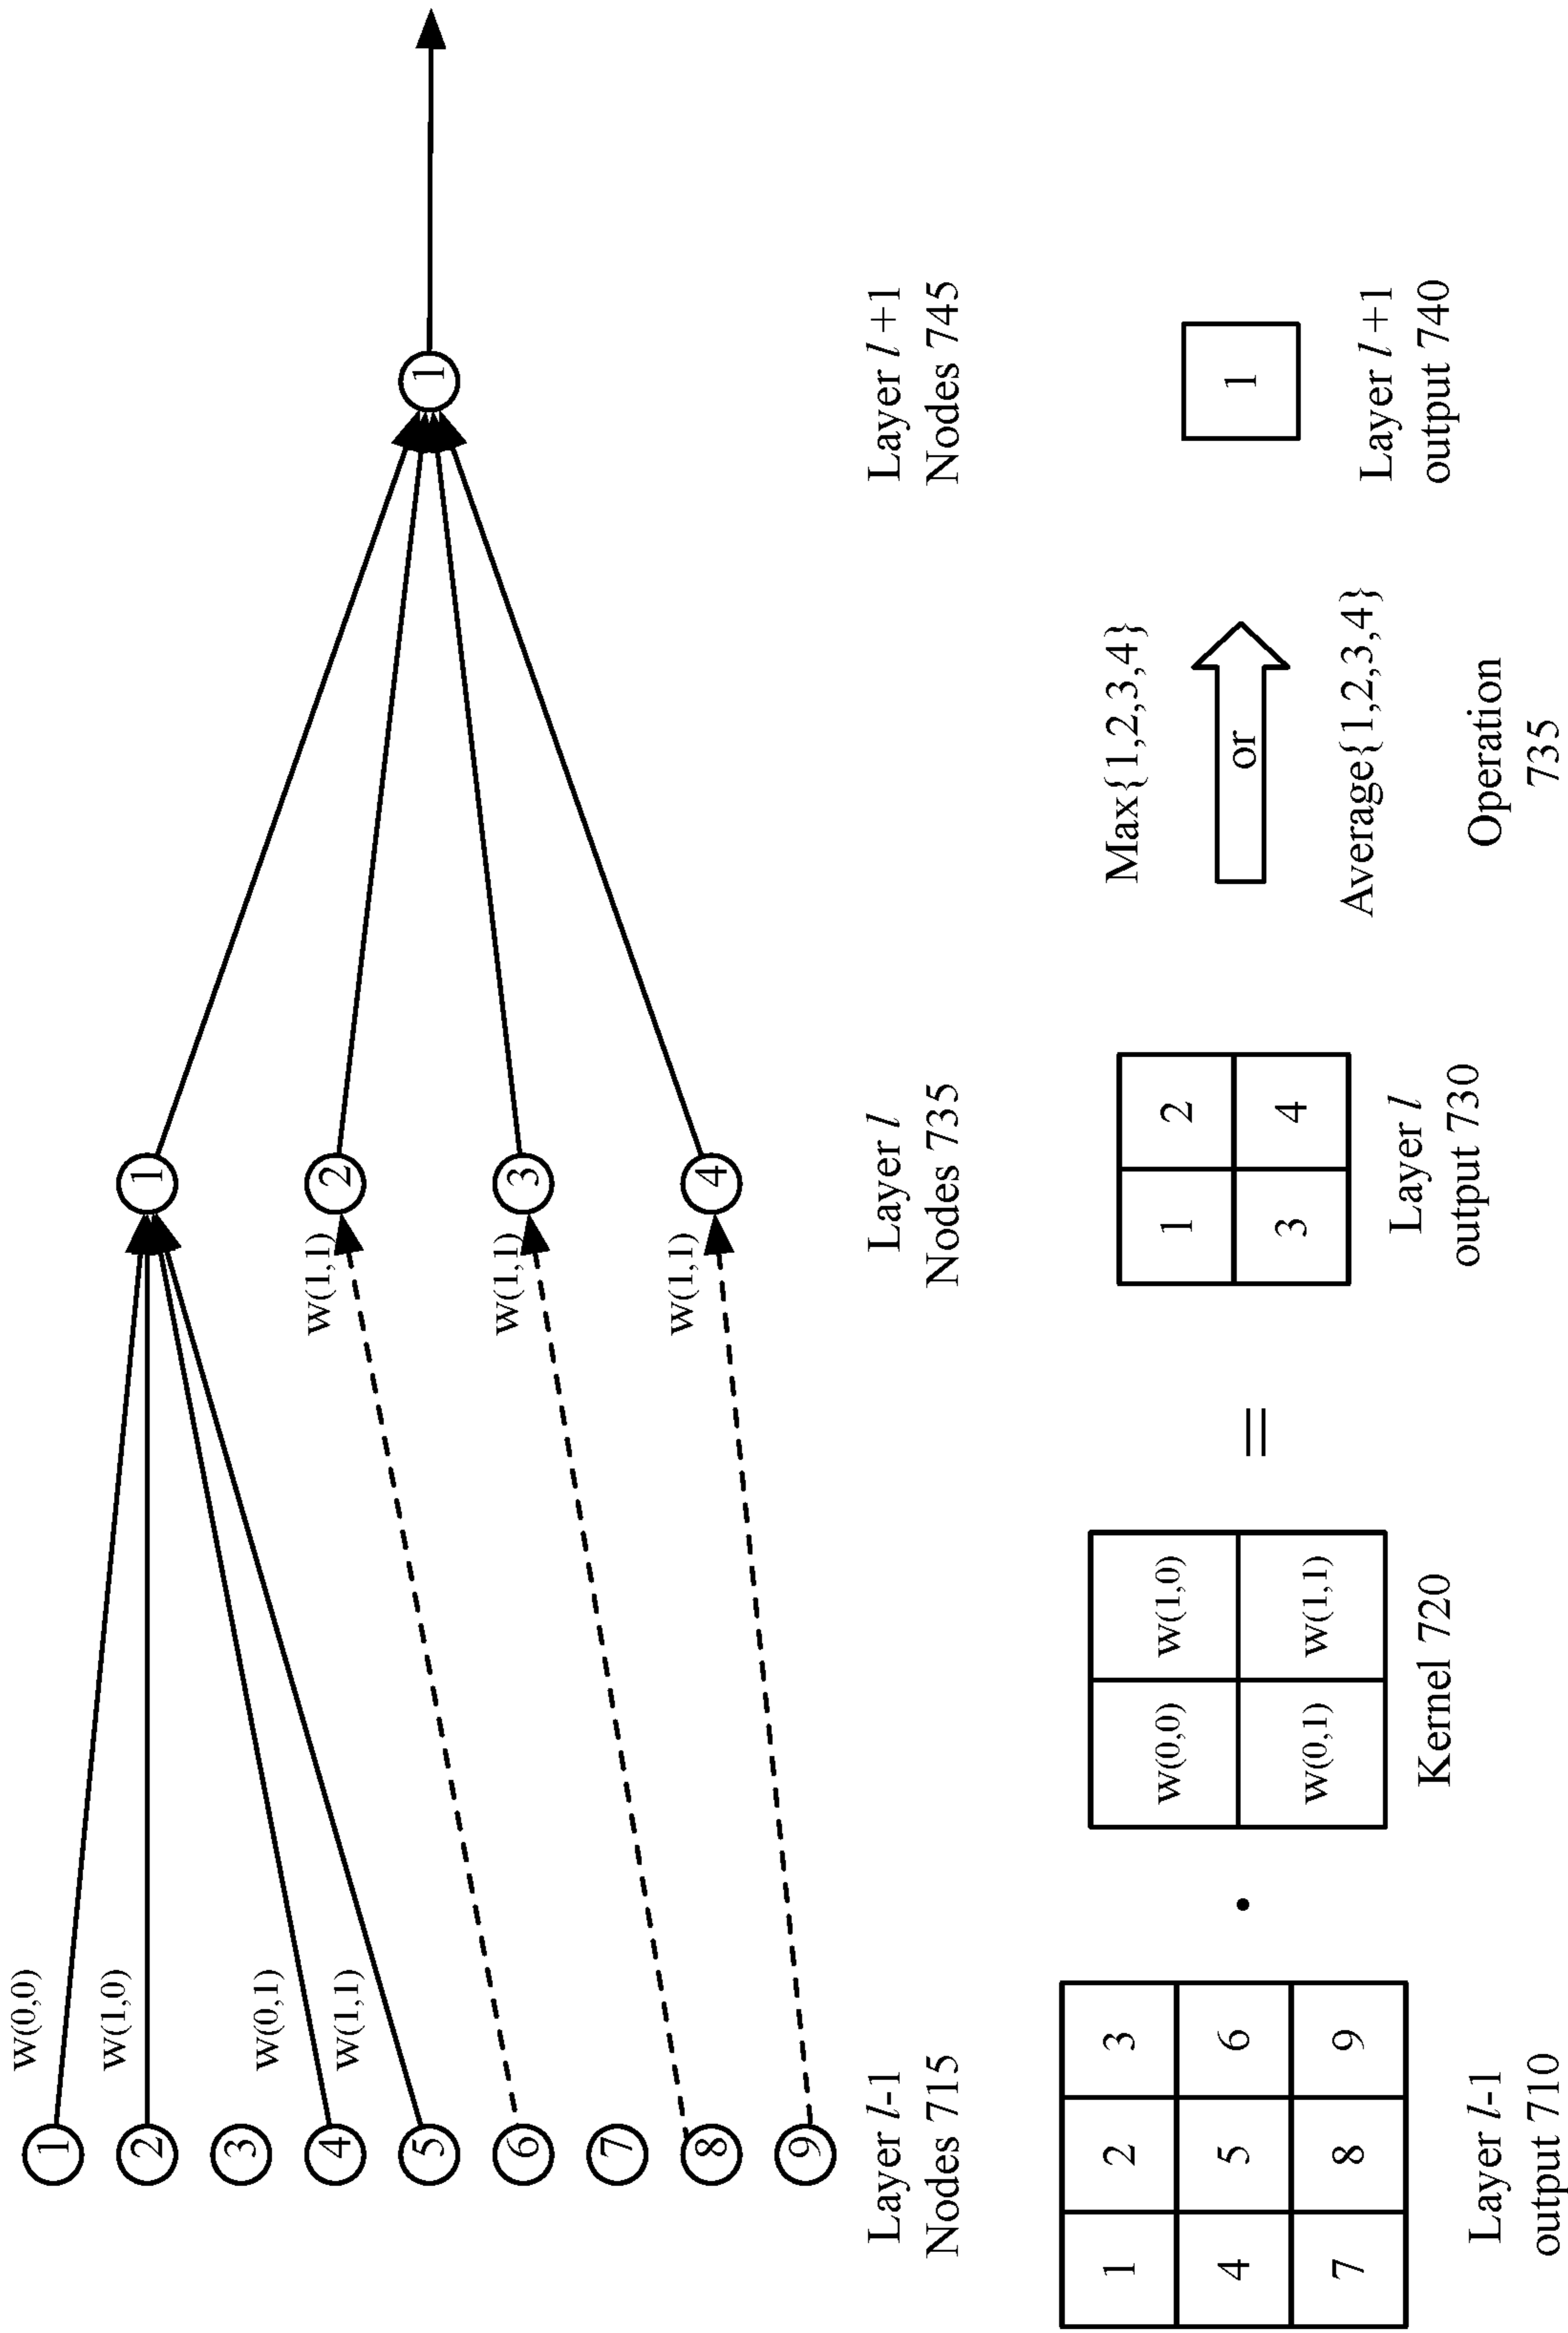 w(0,0)
1
w(1,0)
2
1
3
w(0,1)
4
w(1,1)
w(1,1)
2
5
1
6
w(1,1)
3
7
8
w(1,1)
4
9
Layer l-1
Nodes 715
Layer l
Nodes 735
Layer l +1
Nodes 745
1 2 3
4 5 6
7 8 9
Layer l-1
output 710
·
w(0,0) w(1,0)
w(0,1) w(1,1)
Kernel 720
=
1 2
3 4
Layer l
output 730
Max{1,2,3,4}
or
Average{1,2,3,4}
Operation
735
1
Layer l +1
output 740